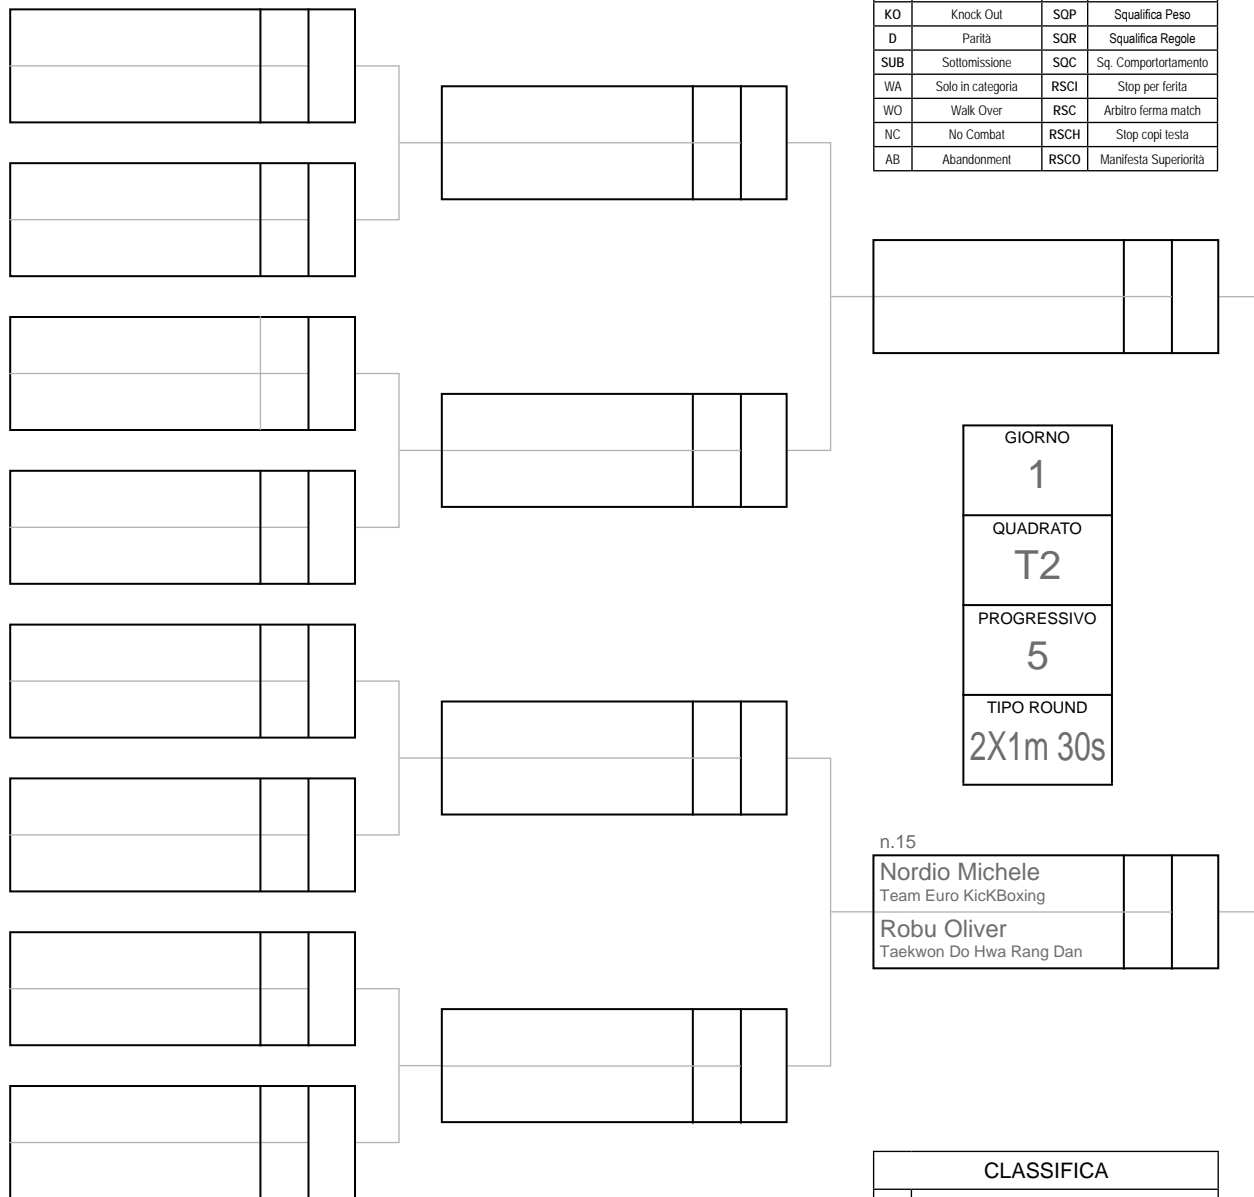 KO Knock Out SQP Squalifica Peso
D Parità SQR Squalifica Regole
SUB Sottomissione SQC Sq. Comportortamento
WA Solo in categoria RSCI Stop per ferita
WO Walk Over RSC Arbitro ferma match
NC No Combat RSCH Stop copi testa
AB Abandonment RSCO Manifesta Superiorità
GIORNO
1
QUADRATO
T2
PROGRESSIVO
5
TIPO ROUND
2X1m 30s
n.15
Nordio Michele
Team Euro KicKBoxing
Robu Oliver
Taekwon Do Hwa Rang Dan
CLASSIFICA